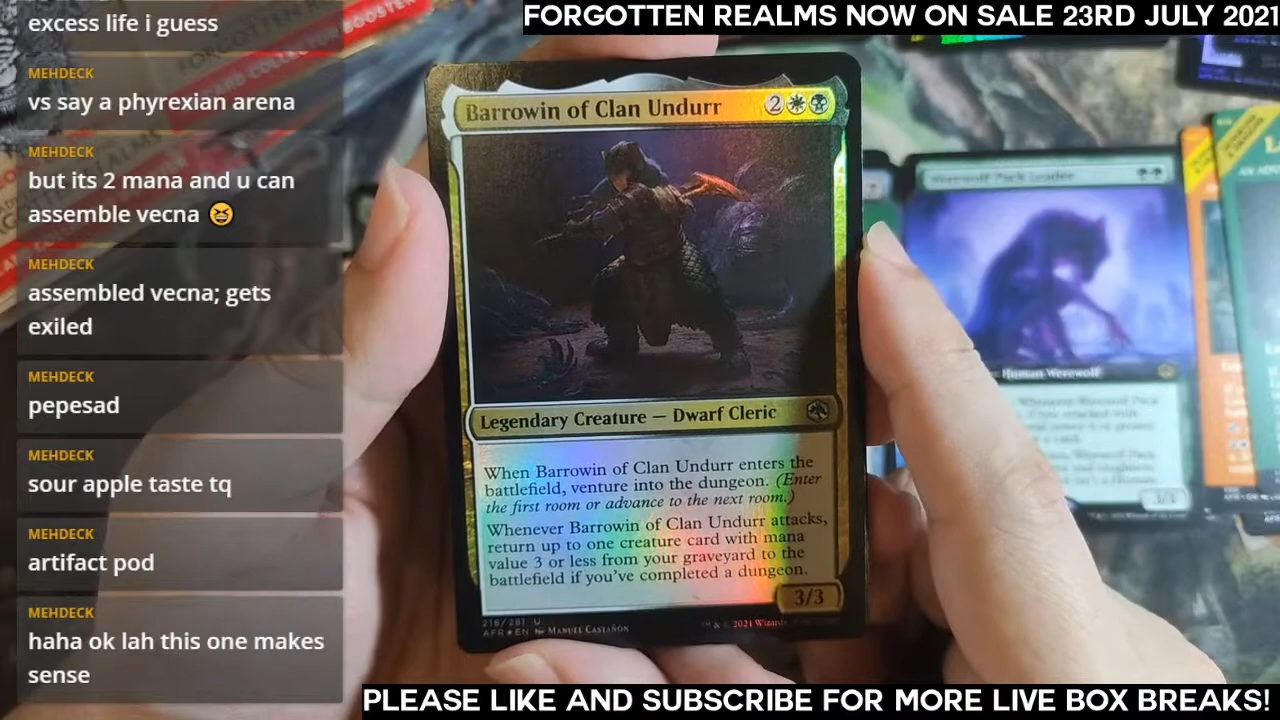 FORGOTTEN REALMS NOW ON SALE 23RD JULY 2021
excess life i guess
MEHDECK
vs say a phyrexian arena
MEHDECK
but its 2 mana and u can
assemble vecna 😆
MEHDECK
assembled vecna; gets
exiled
MEHDECK
pepesad
MEHDECK
sour apple taste tq
MEHDECK
artifact pod
MEHDECK
haha ok lah this one makes
sense
Barrowin of Clan Undurr 2
Legendary Creature — Dwarf Cleric
When Barrowin of Clan Undurr enters the
battlefield, venture into the dungeon. (Enter
the first room or advance to the next room.)
Whenever Barrowin of Clan Undurr attacks,
return up to one creature card with mana
value 3 or less from your graveyard to the
battlefield if you've completed a dungeon.
3/3
218/281 U
AFR★EN Manuel Castañón
™ & © 2021 Wizards
Werewolf Pack Leader
Human Werewolf
3/3
PLEASE LIKE AND SUBSCRIBE FOR MORE LIVE BOX BREAKS!